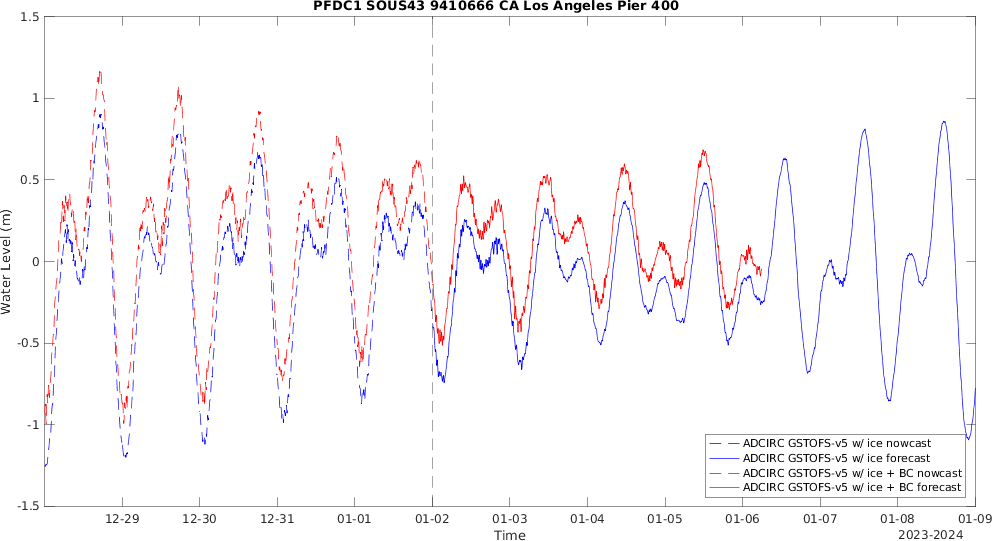 PFDC1 SOUS43 9410666 CA Los Angeles Pier 400
1.5
1
0.5
0
-0.5
-1
-1.5
Water Level (m)
ADCIRC GSTOFS-v5 w/ ice nowcast
ADCIRC GSTOFS-v5 w/ ice forecast
ADCIRC GSTOFS-v5 w/ ice + BC nowcast
ADCIRC GSTOFS-v5 w/ ice + BC forecast
12-29 12-30 12-31 01-01 01-02 01-03 01-04 01-05 01-06 01-07 01-08 01-09
Time
2023-2024